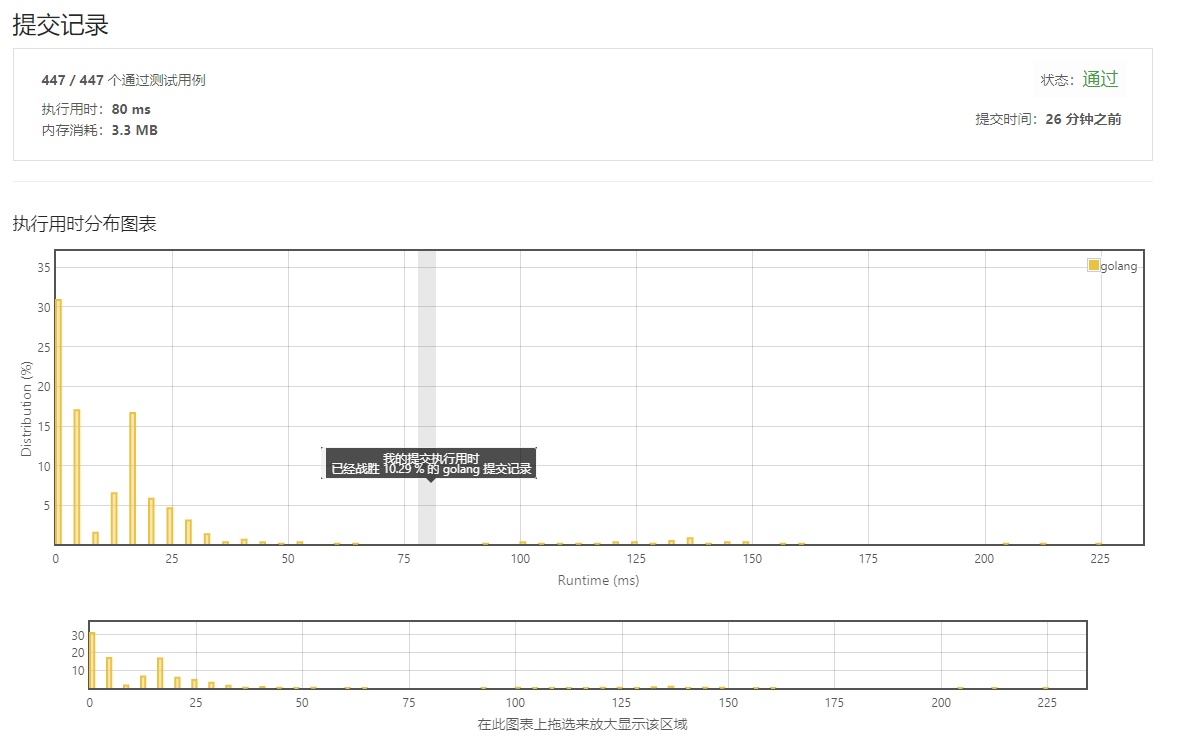 提交记录
447 / 447 个通过测试用例
状态：通过
执行用时：80 ms
提交时间：26 分钟之前
内存消耗：3.3 MB
执行用时分布图表
golang
35
30
25
20
15
10
5
Distribution (%)
我的提交执行用时
已经战胜 10.29 % 的 golang 提交记录
0 25 50 75 100 125 150 175 200 225
Runtime (ms)
30
20
10
0 25 50 75 100 125 150 175 200 225
在此图表上拖选来放大显示该区域